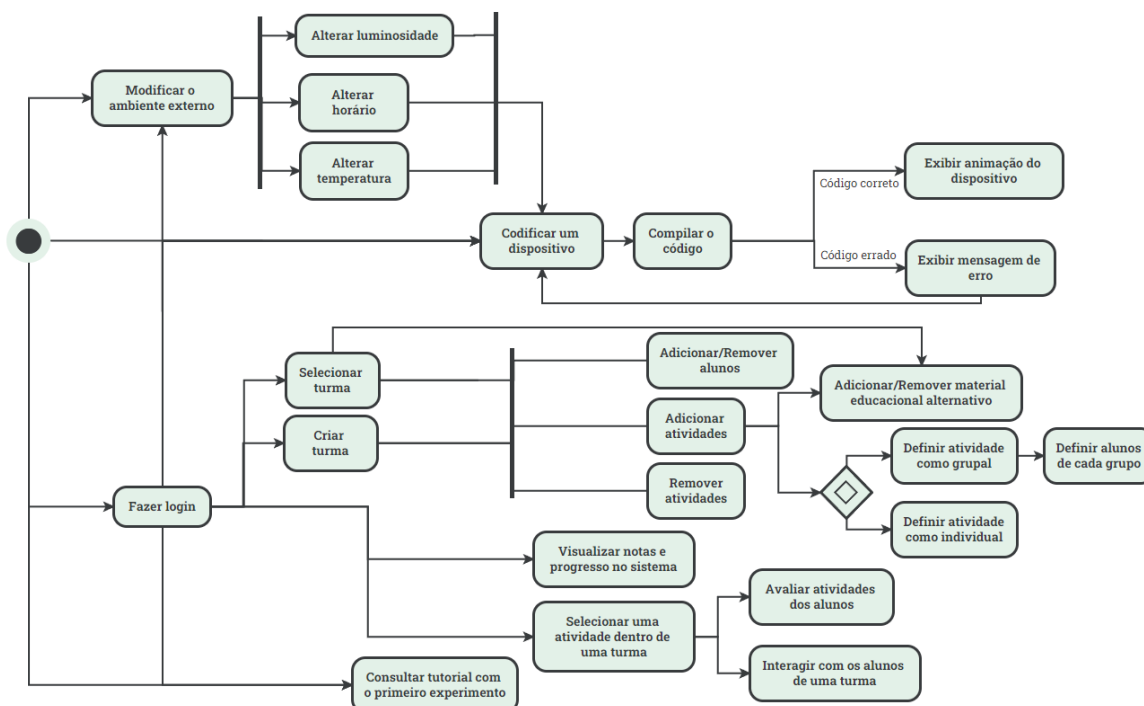 Alterar luminosidade
Modificar o
ambiente externo
Alterar
horário
Alterar
temperatura
Exibir animação do
dispositivo
Código correto
Codificar um
dispositivo
Compilar o
código
Código errado
Exibir mensagem de
erro
Selecionar
turma
Adicionar/Remover
alunos
Adicionar/Remover material
educacional alternativo
Criar
turma
Adicionar
atividades
Definir atividade
como grupal
Definir alunos
de cada grupo
Remover
atividades
Fazer login
Definir atividade
como individual
Visualizar notas e
progresso no sistema
Avaliar atividades
dos alunos
Selecionar uma
atividade dentro de
uma turma
Interagir com os alunos
de uma turma
Consultar tutorial com
o primeiro experimento